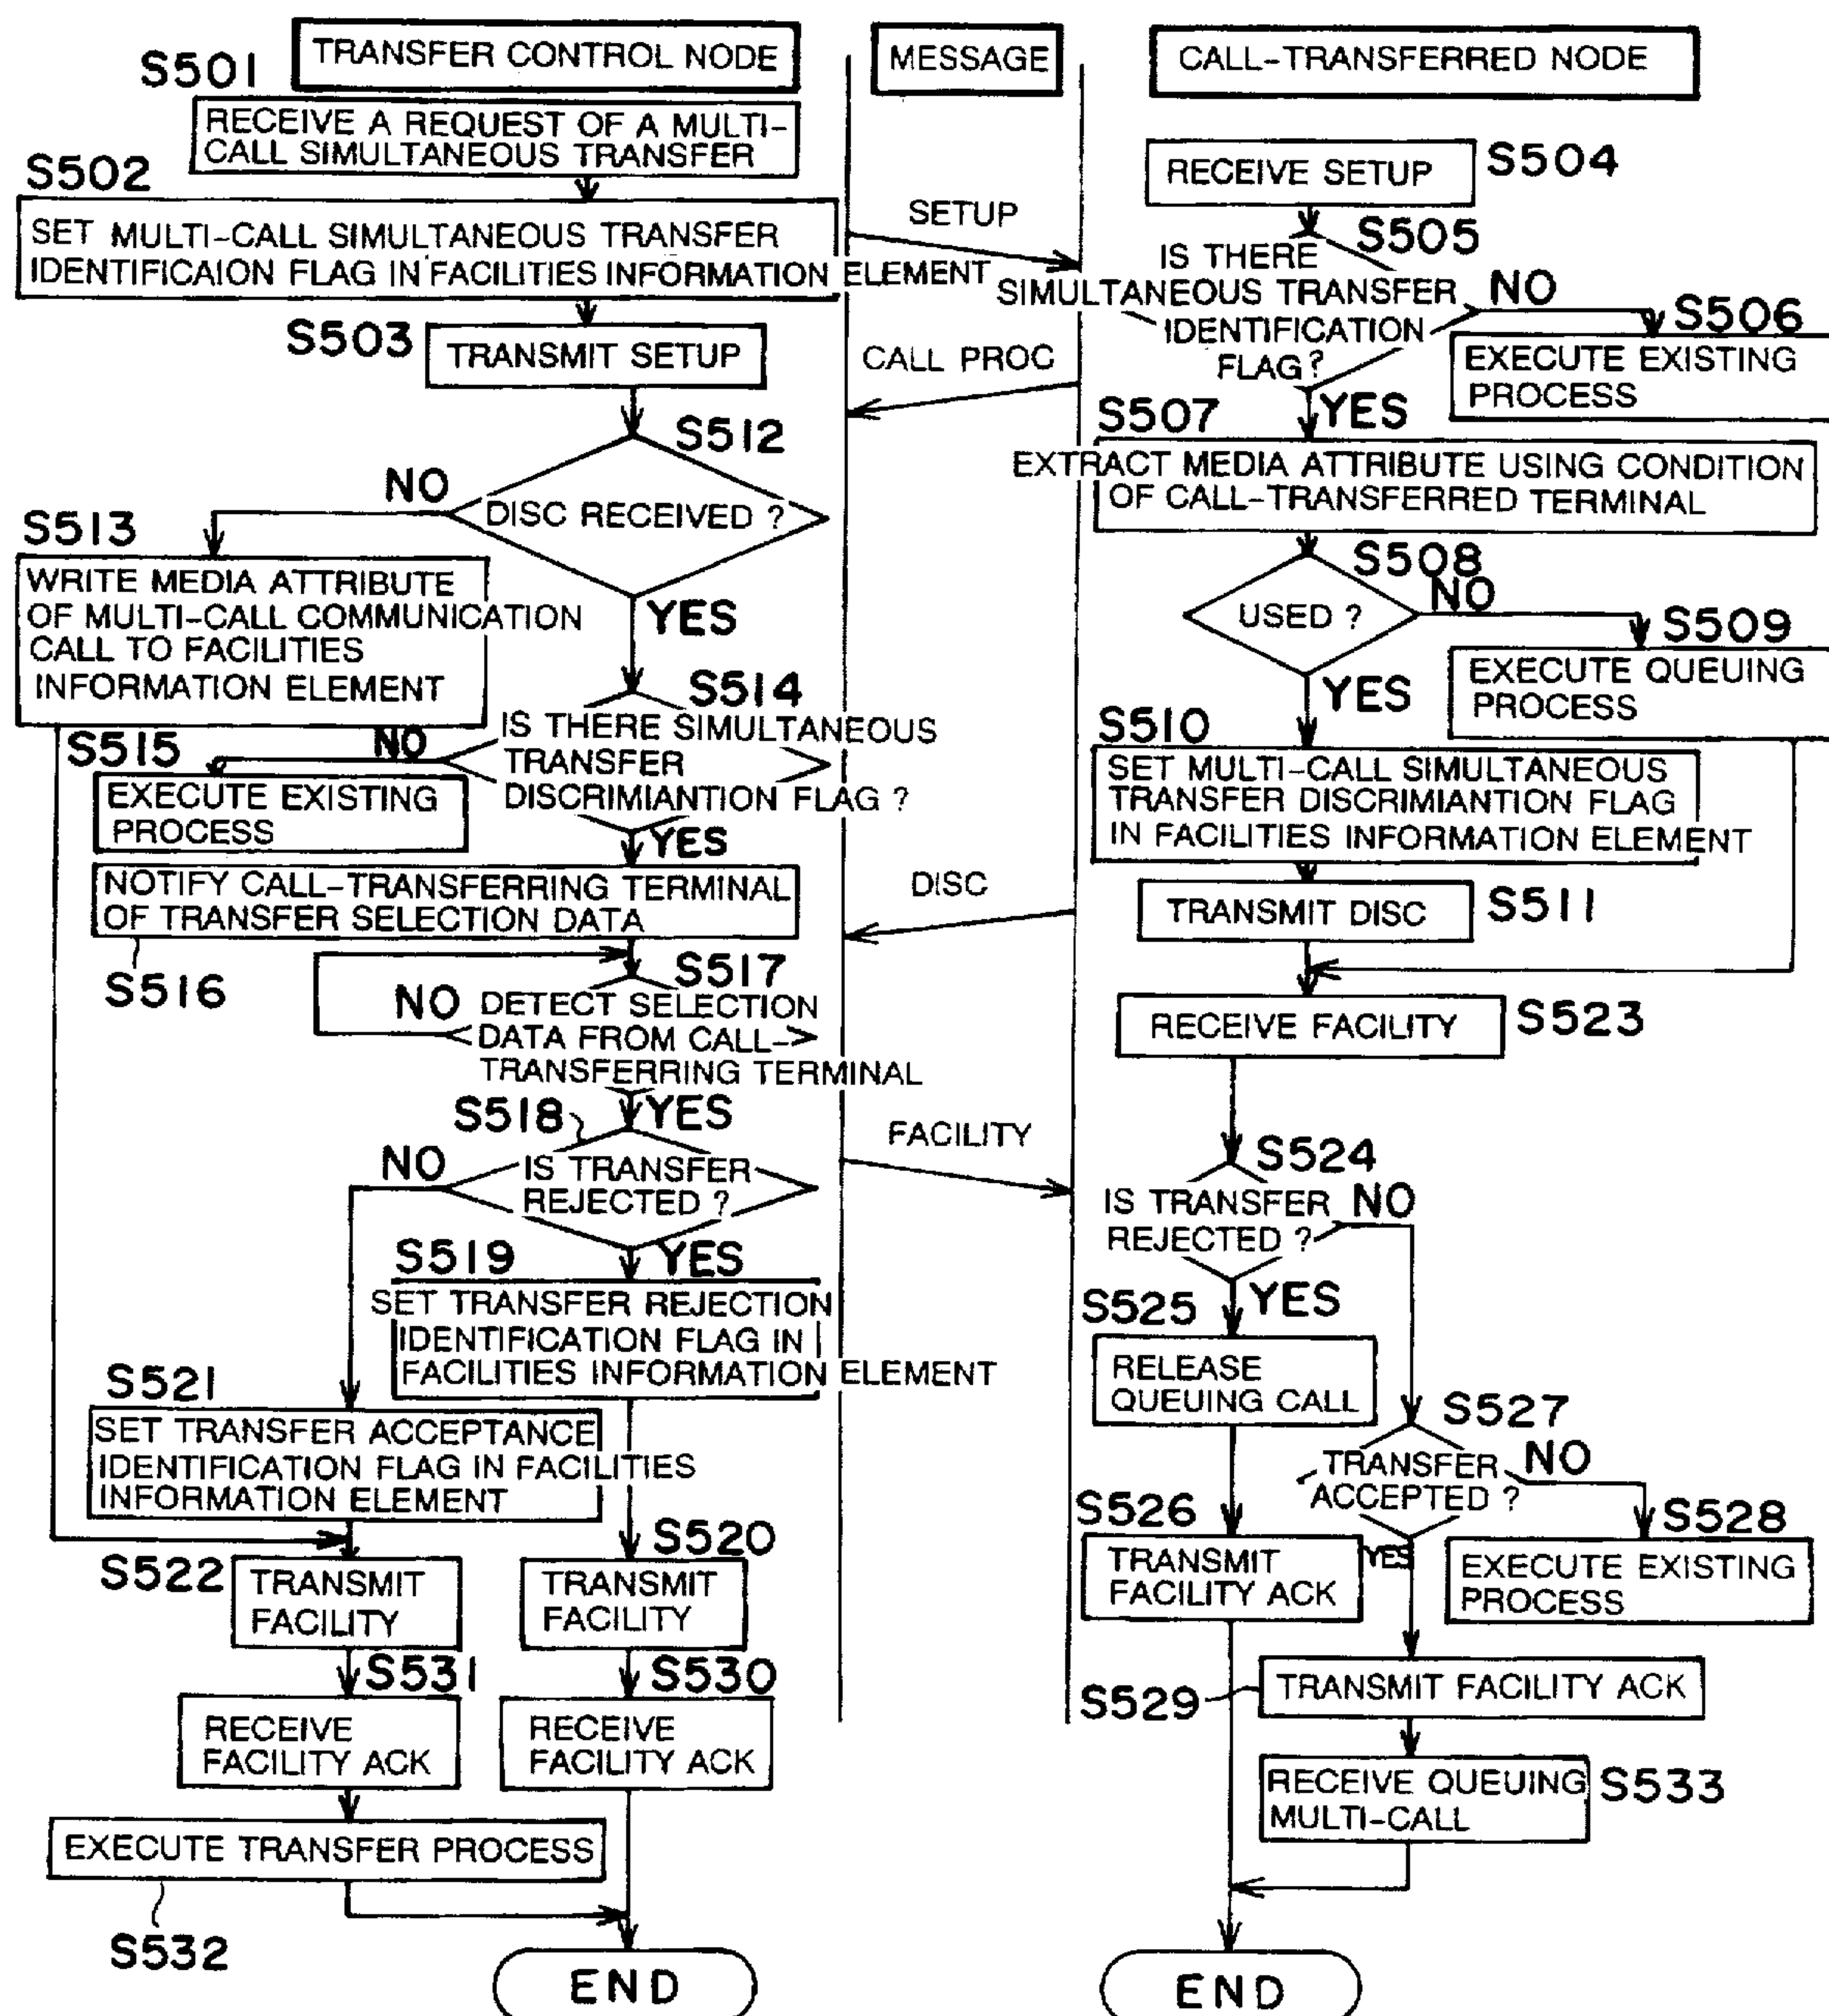 TRANSFER CONTROL NODE
MESSAGE
CALL-TRANSFERRED NODE
S501
RECEIVE A REQUEST OF A MULTI-
CALL SIMULTANEOUS TRANSFER
S502
SET MULTI-CALL SIMULTANEOUS TRANSFER
IDENTIFICAION FLAG IN FACILITIES INFORMATION ELEMENT
S503
TRANSMIT SETUP
S512
DISC RECEIVED ?
NO
YES
S513
WRITE MEDIA ATTRIBUTE
OF MULTI-CALL COMMUNICATION
CALL TO FACILITIES
INFORMATION ELEMENT
S514
IS THERE SIMULTANEOUS
TRANSFER
DISCRIMIANTION FLAG ?
NO
YES
S515
EXECUTE EXISTING
PROCESS
NOTIFY CALL-TRANSFERRING TERMINAL
OF TRANSFER SELECTION DATA
S516
S517
NO
DETECT SELECTION
DATA FROM CALL-
TRANSFERRING TERMINAL
YES
S518
IS TRANSFER
REJECTED ?
NO
YES
S519
SET TRANSFER REJECTION
IDENTIFICATION FLAG IN
FACILITIES INFORMATION ELEMENT
S521
SET TRANSFER ACCEPTANCE
IDENTIFICATION FLAG IN FACILITIES
INFORMATION ELEMENT
S522
TRANSMIT
FACILITY
S520
TRANSMIT
FACILITY
S531
RECEIVE
FACILITY ACK
S530
RECEIVE
FACILITY ACK
EXECUTE TRANSFER PROCESS
S532
END
SETUP
CALL PROC
DISC
FACILITY
RECEIVE SETUP
S504
S505
IS THERE
SIMULTANEOUS TRANSFER
IDENTIFICATION
FLAG?
NO
YES
S506
EXECUTE EXISTING
PROCESS
S507
EXTRACT MEDIA ATTRIBUTE USING CONDITION
OF CALL-TRANSFERRED TERMINAL
S508
USED ?
NO
YES
S509
EXECUTE QUEUING
PROCESS
S510
SET MULTI-CALL SIMULTANEOUS
TRANSFER DISCRIMIANTION FLAG
IN FACILITIES INFORMATION ELEMENT
TRANSMIT DISC
S511
RECEIVE FACILITY
S523
S524
IS TRANSFER
REJECTED ?
NO
YES
S525
RELEASE
QUEUING CALL
S526
TRANSMIT
FACILITY ACK
S527
TRANSFER
ACCEPTED ?
NO
YES
S528
EXECUTE EXISTING
PROCESS
S529
TRANSMIT FACILITY ACK
RECEIVE QUEUING
MULTI-CALL
S533
END